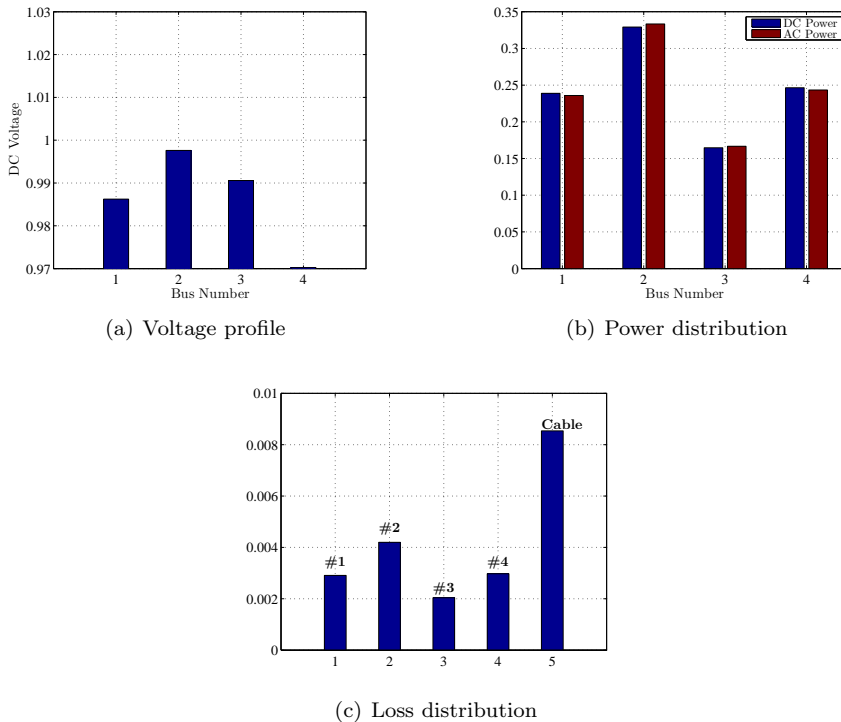 1.03
1.02
1.01
1
0.99
0.98
0.97
DC Voltage
1 2 3 4
Bus Number
(a) Voltage profile
0.35
0.3
0.25
0.2
0.15
0.1
0.05
0
DC Power
AC Power
1 2 3 4
Bus Number
(b) Power distribution
0.01
0.008
0.006
0.004
0.002
0
#1
#2
#3
#4
Cable
1 2 3 4 5
(c) Loss distribution